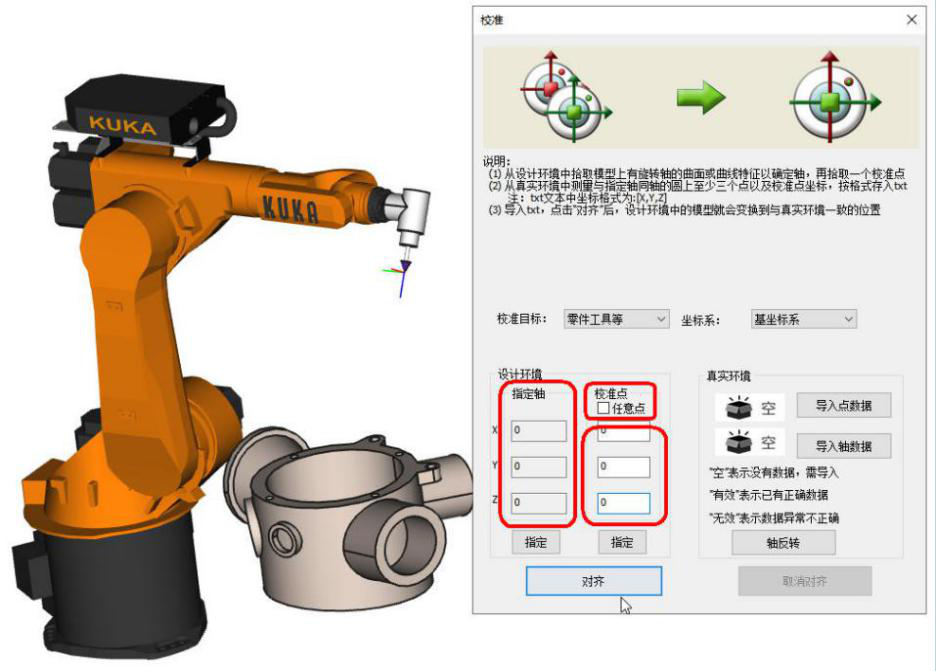 校准
KUKA
KUKA
说明：
(1) 从设计环境中拾取模型上有旋转轴的曲面或曲线特征以确定轴，再拾取一个校准点
(2) 从真实环境中测量与指定轴同轴的圆上至少三个点以及校准点坐标，按格式存入txt
注：txt文本中坐标格式为:[X,Y,Z]
(3) 导入txt，点击"对齐"后，设计环境中的模型就会变换到与真实环境一致的位置
校准目标： 零件工具等 坐标系： 基坐标系
设计环境 真实环境
指定轴 校准点
任意点
空 导入点数据
X 0 0
空 导入轴数据
Y 0 0
"空"表示没有数据，需导入
"有效"表示已有正确数据
Z 0 0
"无效"表示数据异常不正确
指定 指定 轴反转
对齐 取消对齐